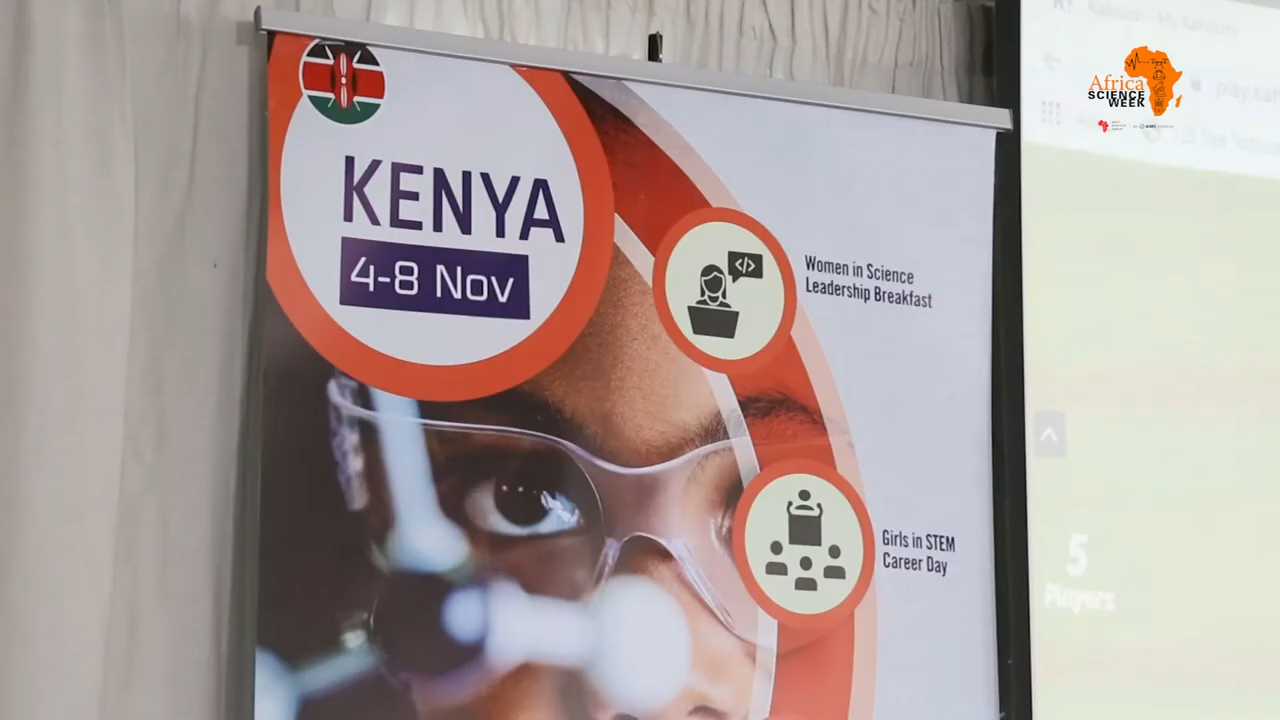 KENYA
4-8 Nov
Women in Science
Leadership Breakfast
Girls in STEM
Career Day
Africa
SCIENCE
WEEK
5
Players